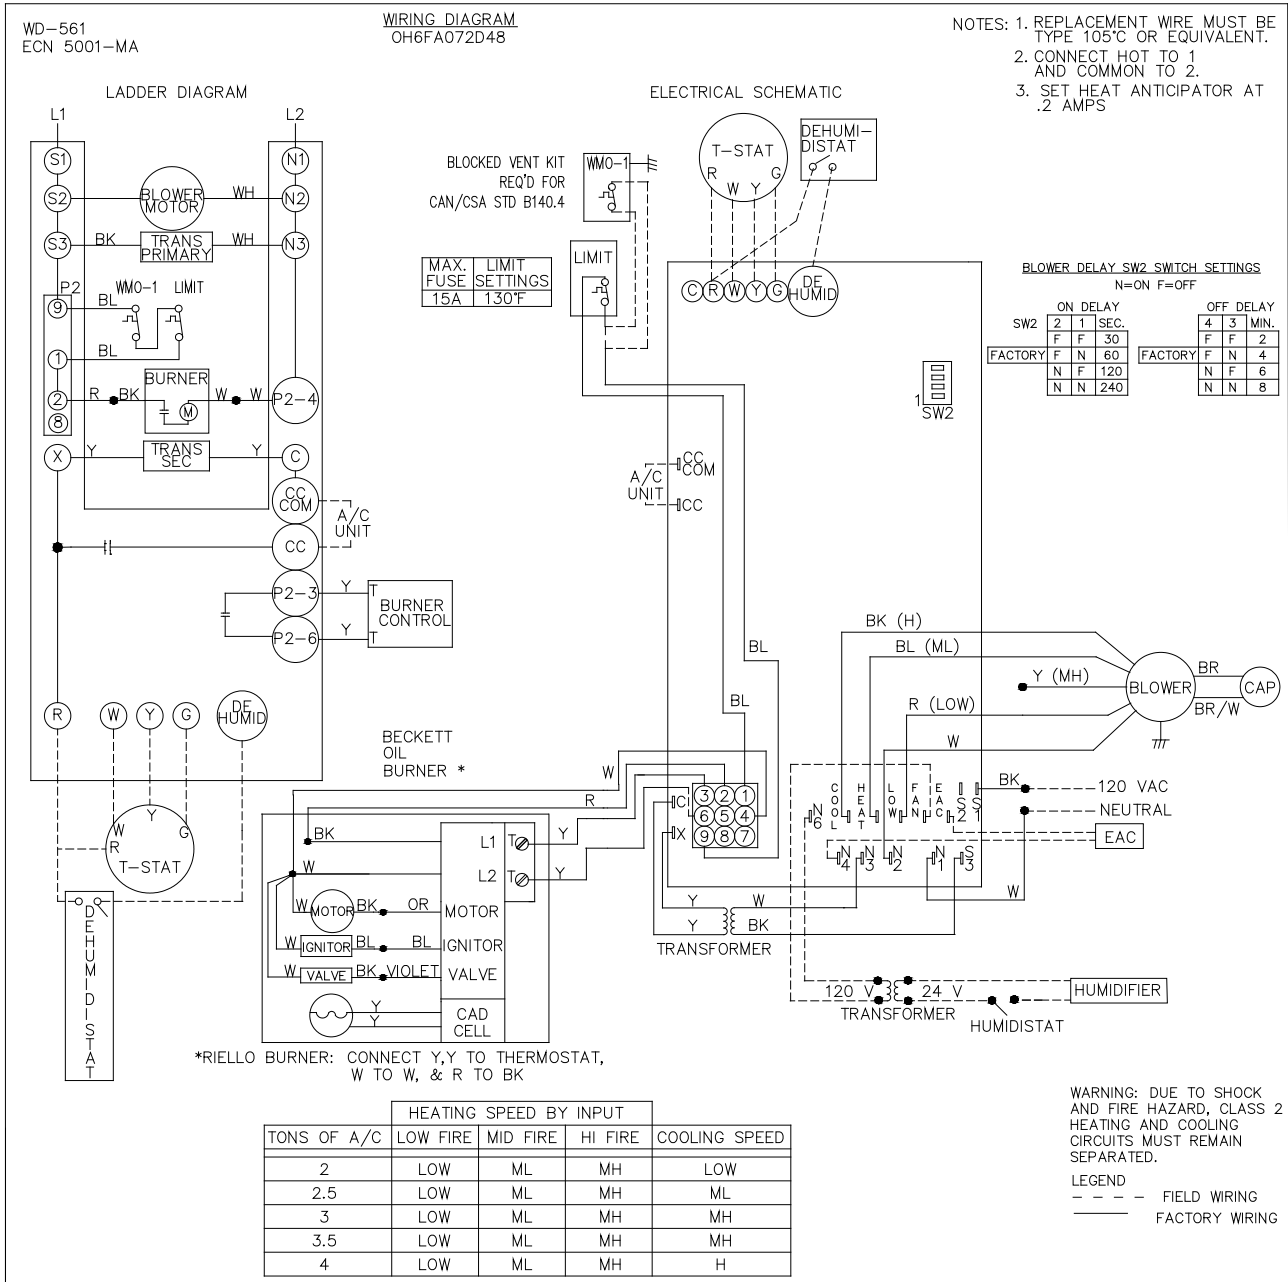 WD-561
ECN 5001-MA
WIRING DIAGRAM
OH6FA072D48
NOTES: 1. REPLACEMENT WIRE MUST BE
TYPE 105°C OR EQUIVALENT.
2. CONNECT HOT TO 1
AND COMMON TO 2.
3. SET HEAT ANTICIPATOR AT
.2 AMPS
LADDER DIAGRAM
L1
L2
S1
N1
S2
BLOWER
MOTOR
WH
N2
S3
BK
TRANS
PRIMARY
WH
N3
P2
WMO-1
LIMIT
9
BL
1
BL
BURNER
2
R
BK
M
W
W
P2-4
8
X
Y
TRANS
SEC
Y
C
CC
COM
A/C
UNIT
CC
P2-3
Y
T
BURNER
CONTROL
P2-6
Y
T
R
W
Y
G
DE
HUMID
W
Y
G
R
T-STAT
DEHUMIDISTAT
ELECTRICAL SCHEMATIC
BLOCKED VENT KIT
REQ'D FOR
CAN/CSA STD B140.4
WMO-1
T-STAT
R
W
Y
G
DEHUMI-
DISTAT
LIMIT
MAX.
FUSE
LIMIT
SETTINGS
15A
130°F
C
R
W
Y
G
DE
HUMID
BLOWER DELAY SW2 SWITCH SETTINGS
N=ON F=OFF
ON DELAY
SW2 2 1 SEC.
F F 30
FACTORY F N 60
N F 120
N N 240
OFF DELAY
4 3 MIN.
F F 2
FACTORY F N 4
N F 6
N N 8
1
SW2
CC
COM
A/C
UNIT
CC
BK (H)
BL (ML)
Y (MH)
R (LOW)
W
BLOWER
BR
BR/W
CAP
BL
BL
BECKETT
OIL
BURNER *
W
R
C
X
3 2 1
6 5 4
9 8 7
N6
COOL
HEAT
LOW
FAN
EAC
S2
S1
BK
120 VAC
NEUTRAL
EAC
N4
N3
N2
N1
S3
W
BK
L1
T
Y
W
L2
T
Y
W
MOTOR
BK
OR
MOTOR
W
IGNITOR
BL
BL
IGNITOR
W
VALVE
BK
VIOLET
VALVE
Y
Y
CAD
CELL
Y
Y
W
BK
TRANSFORMER
120 V
24 V
TRANSFORMER
HUMIDIFIER
HUMIDISTAT
*RIELLO BURNER: CONNECT Y,Y TO THERMOSTAT,
W TO W, & R TO BK
HEATING SPEED BY INPUT
TONS OF A/C LOW FIRE MID FIRE HI FIRE COOLING SPEED
2 LOW ML MH LOW
2.5 LOW ML MH ML
3 LOW ML MH MH
3.5 LOW ML MH MH
4 LOW ML MH H
WARNING: DUE TO SHOCK
AND FIRE HAZARD, CLASS 2
HEATING AND COOLING
CIRCUITS MUST REMAIN
SEPARATED.
LEGEND
FIELD WIRING
FACTORY WIRING